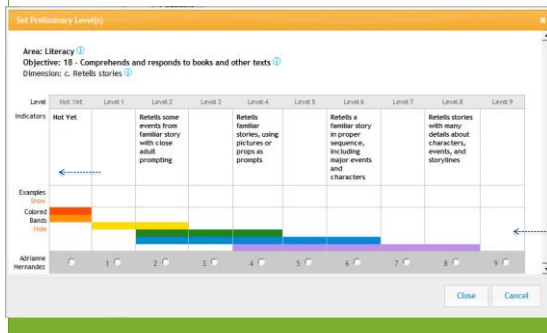 Set Preliminary Level(s)
Area: Literacy
Objective: 18 - Comprehends and responds to books and other texts
Dimension: c. Retells stories
Level Not Yet Level 1 Level 2 Level 3 Level 4 Level 5 Level 6 Level 7 Level 8 Level 9
Indicators
Not Yet
Retells some
events from
familiar story
with close
adult
prompting
Retells
familiar
stories, using
pictures or
props as
prompts
Retells a
familiar story
in proper
sequence,
including
major events
and
characters
Retells stories
with many
details about
characters,
events, and
storylines
Examples
Show
Colored
Bands
Hide
Adrianne
Hernandez
1 2 3 4 5 6 7 8 9
Close Cancel